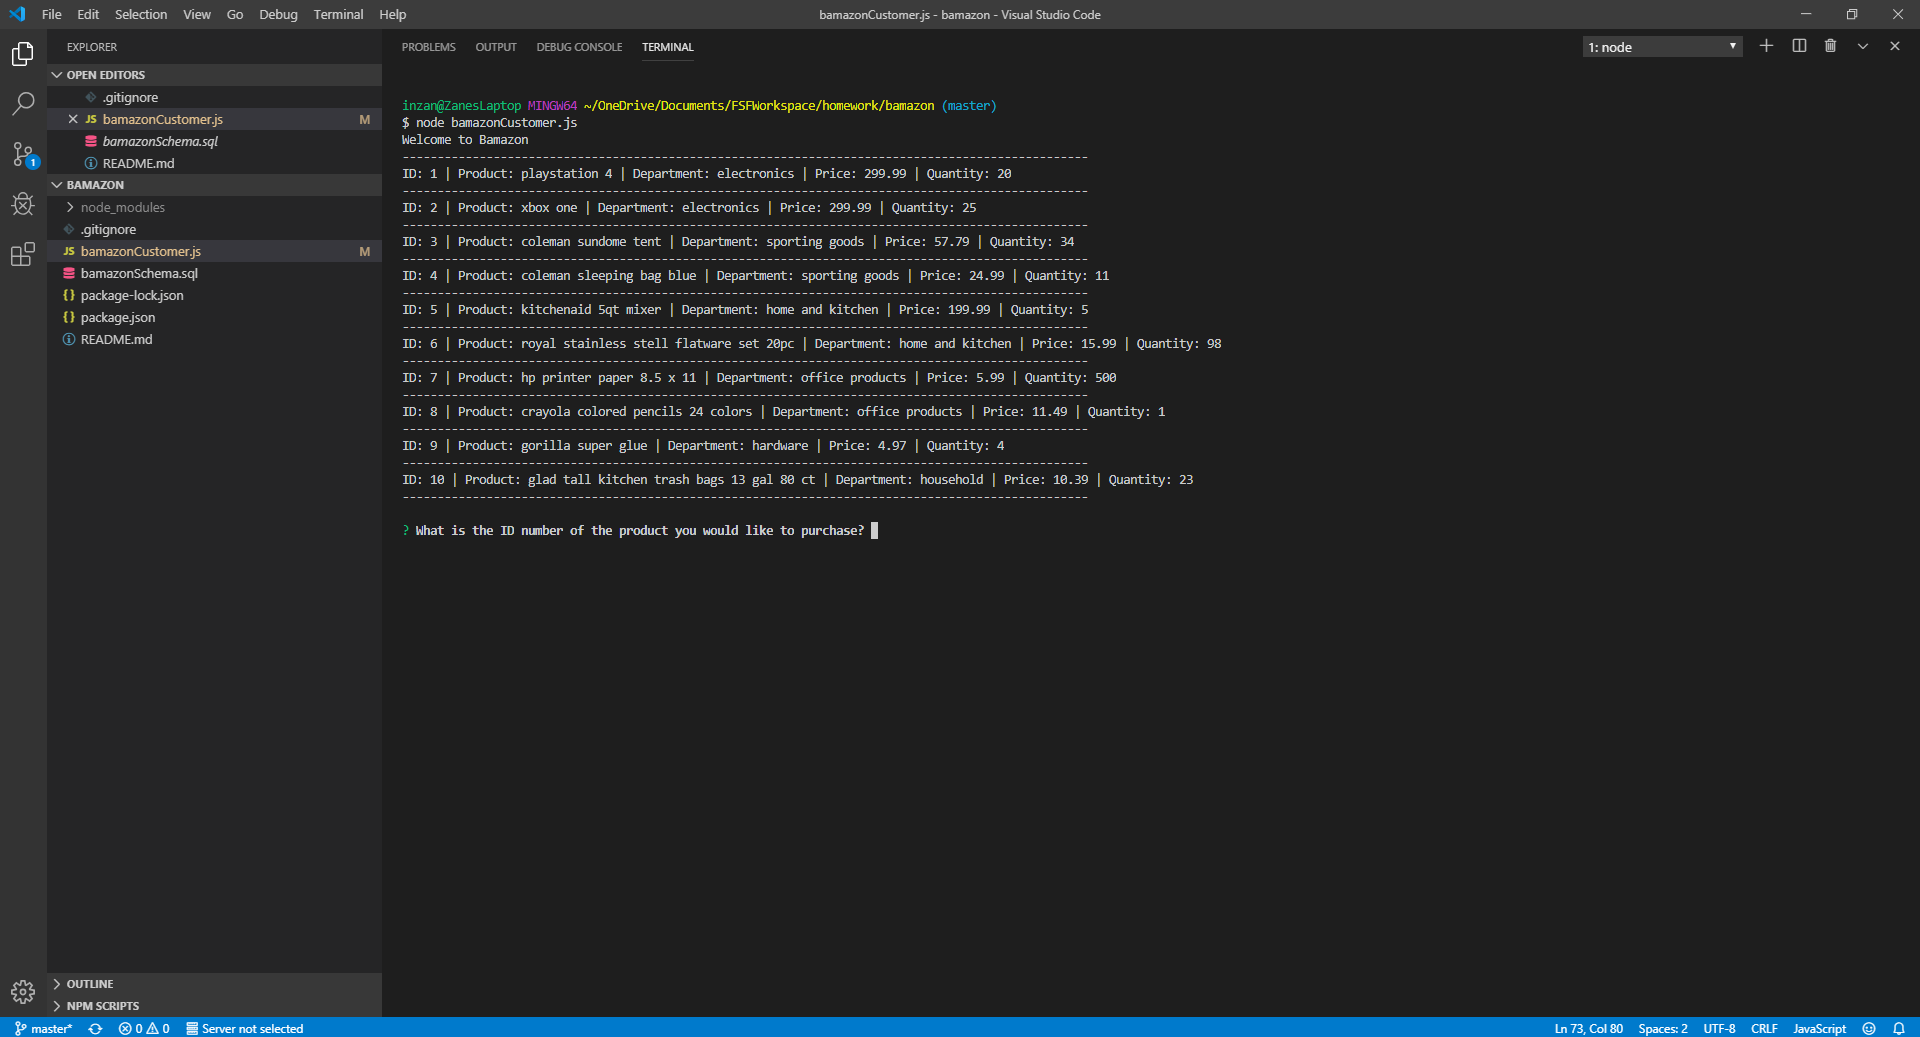 File Edit Selection View Go Debug Terminal Help
bamazonCustomer.js - bamazon - Visual Studio Code
EXPLORER
OPEN EDITORS
.gitignore
JS bamazonCustomer.js M
bamazonSchema.sql
README.md
1
BAMAZON
node_modules
.gitignore
JS bamazonCustomer.js M
bamazonSchema.sql
{} package-lock.json
{} package.json
README.md
OUTLINE
NPM SCRIPTS
PROBLEMS OUTPUT DEBUG CONSOLE TERMINAL
1: node
inzan@ZanesLaptop MINGW64 ~/OneDrive/Documents/FSFWorkspace/homework/bamazon (master)
$ node bamazonCustomer.js
Welcome to Bamazon
--------------------------------------------------------------------------------------------------
ID: 1 | Product: playstation 4 | Department: electronics | Price: 299.99 | Quantity: 20
--------------------------------------------------------------------------------------------------
ID: 2 | Product: xbox one | Department: electronics | Price: 299.99 | Quantity: 25
--------------------------------------------------------------------------------------------------
ID: 3 | Product: coleman sundome tent | Department: sporting goods | Price: 57.79 | Quantity: 34
--------------------------------------------------------------------------------------------------
ID: 4 | Product: coleman sleeping bag blue | Department: sporting goods | Price: 24.99 | Quantity: 11
--------------------------------------------------------------------------------------------------
ID: 5 | Product: kitchenaid 5qt mixer | Department: home and kitchen | Price: 199.99 | Quantity: 5
--------------------------------------------------------------------------------------------------
ID: 6 | Product: royal stainless stell flatware set 20pc | Department: home and kitchen | Price: 15.99 | Quantity: 98
--------------------------------------------------------------------------------------------------
ID: 7 | Product: hp printer paper 8.5 x 11 | Department: office products | Price: 5.99 | Quantity: 500
--------------------------------------------------------------------------------------------------
ID: 8 | Product: crayola colored pencils 24 colors | Department: office products | Price: 11.49 | Quantity: 1
--------------------------------------------------------------------------------------------------
ID: 9 | Product: gorilla super glue | Department: hardware | Price: 4.97 | Quantity: 4
--------------------------------------------------------------------------------------------------
ID: 10 | Product: glad tall kitchen trash bags 13 gal 80 ct | Department: household | Price: 10.39 | Quantity: 23
--------------------------------------------------------------------------------------------------
? What is the ID number of the product you would like to purchase?
master* 0 0 Server not selected Ln 73, Col 80 Spaces: 2 UTF-8 CRLF JavaScript